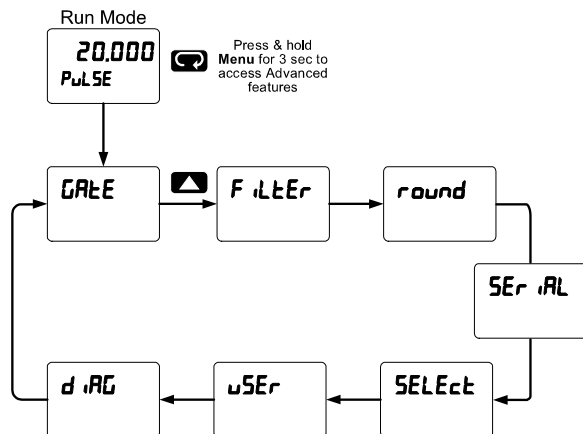 Run Mode
20.000
PuLSE
Press & hold
Menu for 3 sec to
access Advanced
features
GAtE
FiLtEr
round
SEriAL
diAG
uSEr
SELEct